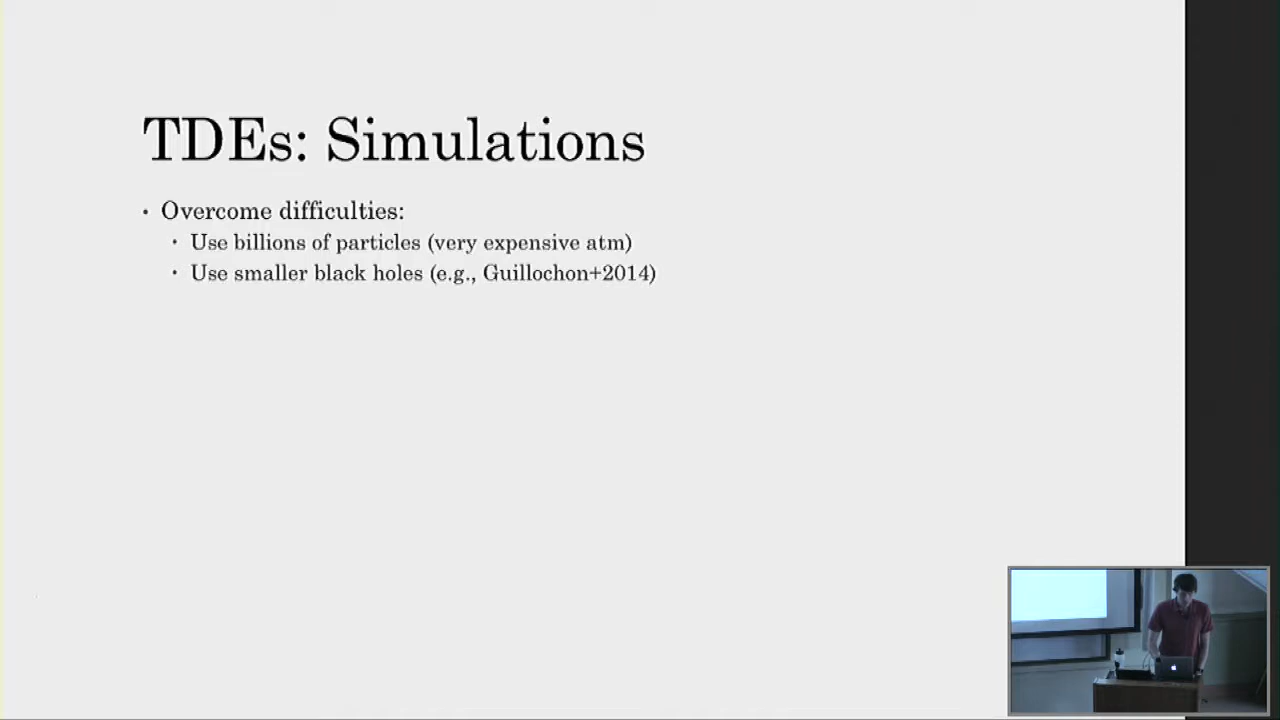 TDEs: Simulations
• Overcome difficulties:
• Use billions of particles (very expensive atm)
• Use smaller black holes (e.g., Guillochon+2014)